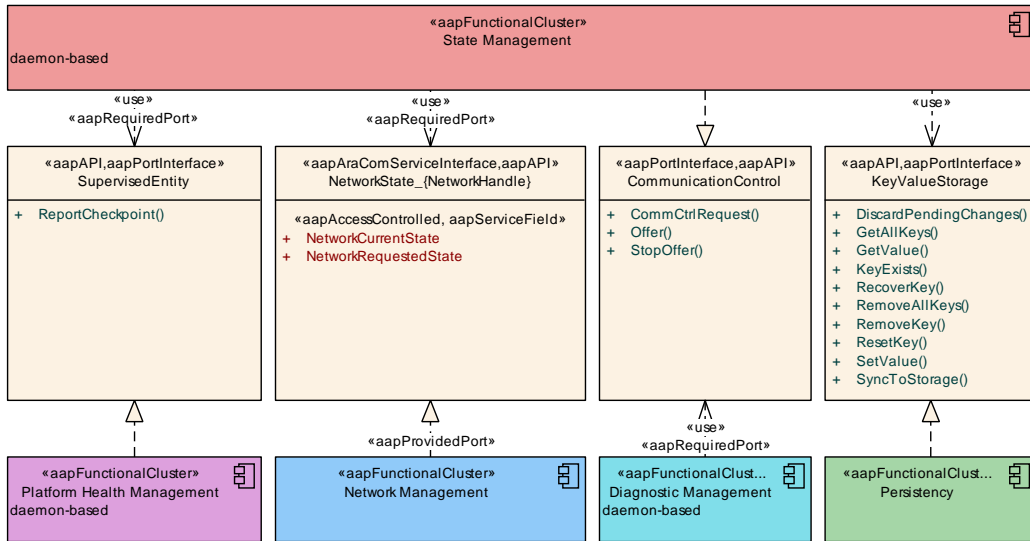 «aapFunctionalCluster»
State Management
daemon-based
«use»
«aapRequiredPort»
«use»
«aapRequiredPort»
«use»
«aapAPI,aapPortInterface»
SupervisedEntity
+ ReportCheckpoint()
«aapAraComServiceInterface,aapAPI»
NetworkState_{NetworkHandle}
«aapAccessControlled, aapServiceField»
+ NetworkCurrentState
+ NetworkRequestedState
«aapPortInterface,aapAPI»
CommunicationControl
+ CommCtrlRequest()
+ Offer()
+ StopOffer()
«aapAPI,aapPortInterface»
KeyValueStorage
+ DiscardPendingChanges()
+ GetAllKeys()
+ GetValue()
+ KeyExists()
+ RecoverKey()
+ RemoveAllKeys()
+ RemoveKey()
+ ResetKey()
+ SetValue()
+ SyncToStorage()
«aapProvidedPort»
«use»
«aapRequiredPort»
«aapFunctionalCluster»
Platform Health Management
daemon-based
«aapFunctionalCluster»
Network Management
«aapFunctionalClust...
Diagnostic Management
daemon-based
«aapFunctionalClust...
Persistency